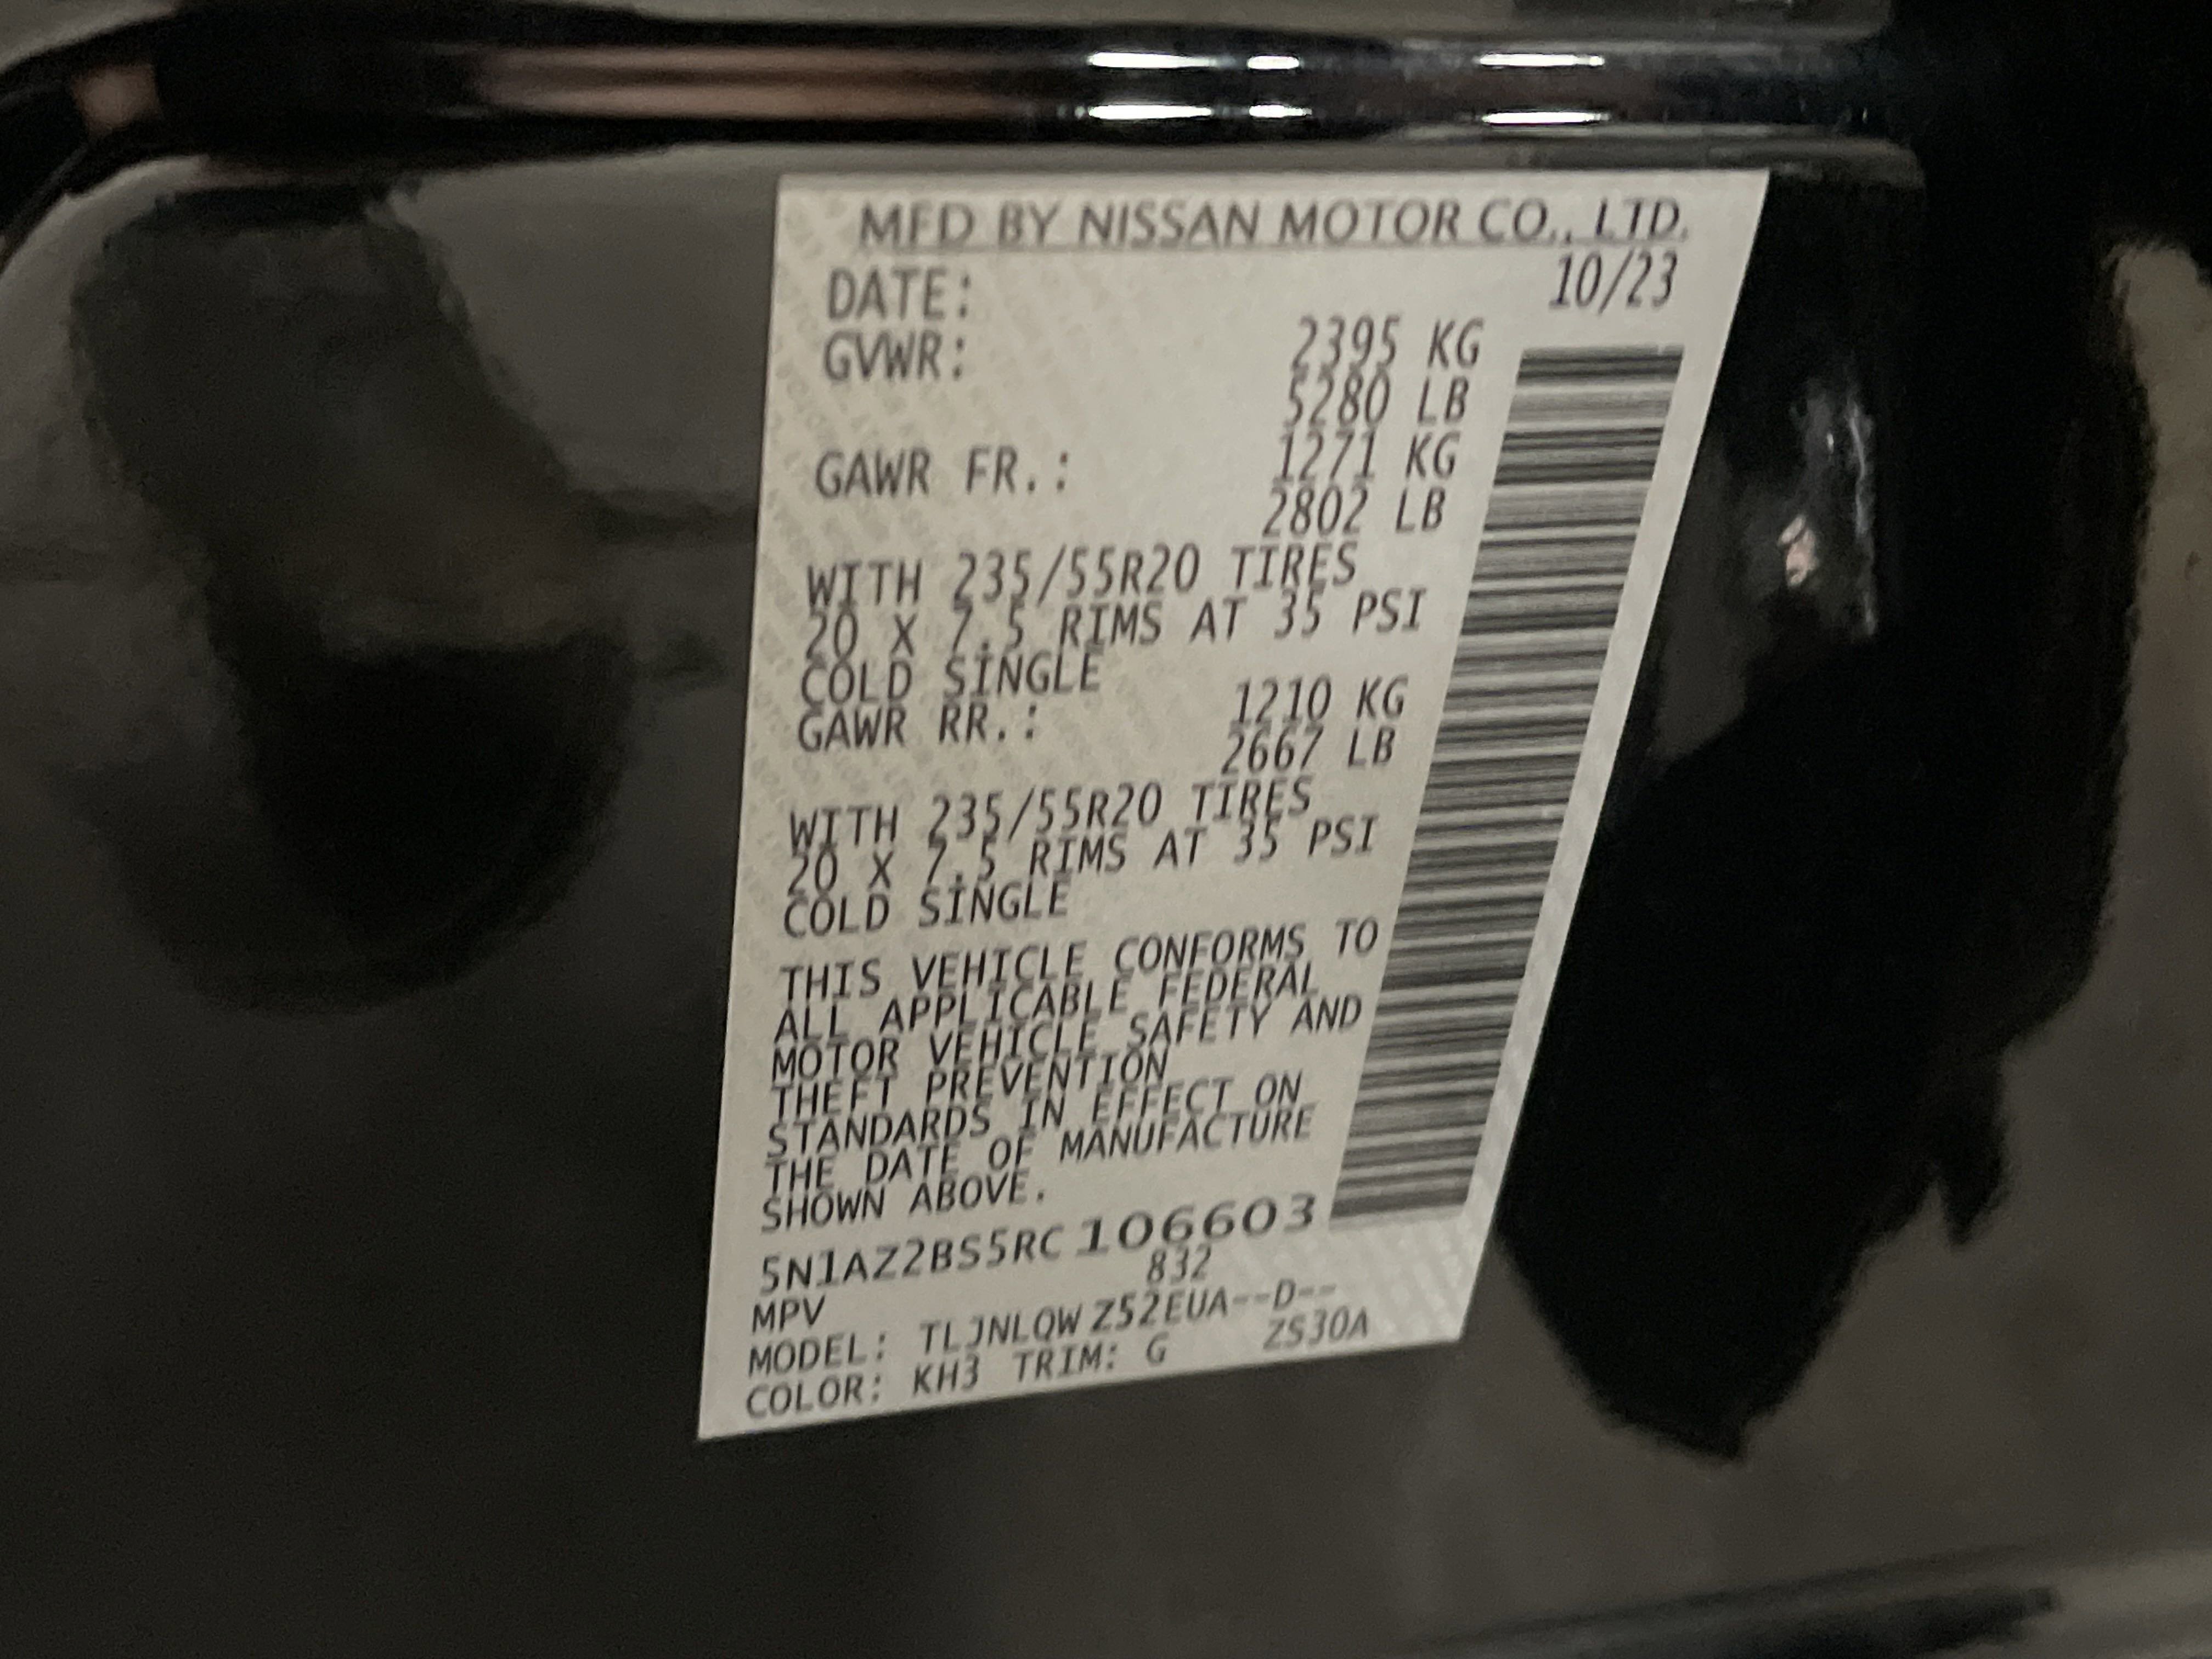 MFD BY NISSAN MOTOR CO., LTD.
DATE: 10/23
GVWR: 2395 KG
5280 LB
GAWR FR.: 1271 KG
2802 LB
WITH 235/55R20 TIRES
20 X 7.5 RIMS AT 35 PSI
COLD SINGLE
GAWR RR.: 1210 KG
2667 LB
WITH 235/55R20 TIRES
20 X 7.5 RIMS AT 35 PSI
COLD SINGLE
THIS VEHICLE CONFORMS TO
ALL APPLICABLE FEDERAL
MOTOR VEHICLE SAFETY AND
THEFT PREVENTION
STANDARDS IN EFFECT ON
THE DATE OF MANUFACTURE
SHOWN ABOVE.
5N1AZ2BS5RC106603
832
MPV
MODEL: TLJNLQW Z52EUA--D--
COLOR: KH3 TRIM: G ZS30A